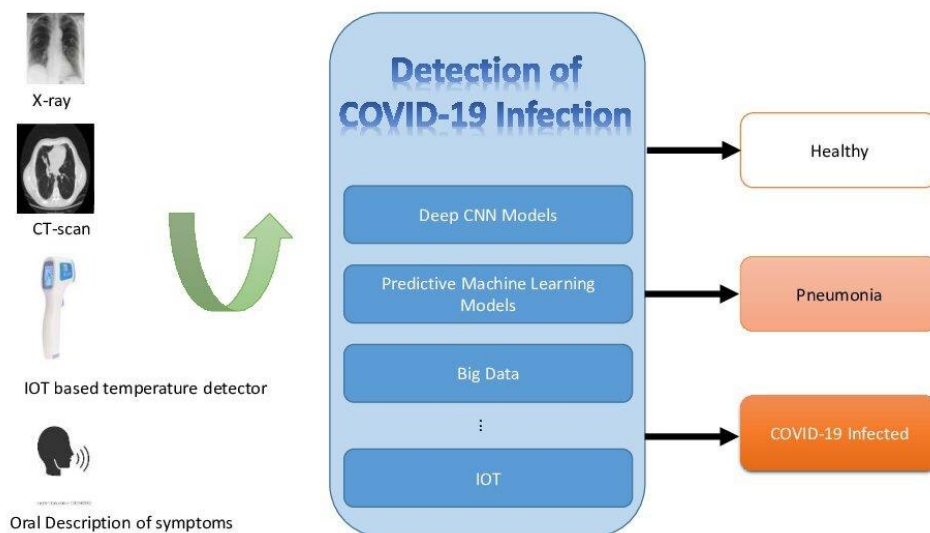 X-ray
CT-scan
IOT based temperature detector
Oral Description of symptoms
Detection of
COVID-19 Infection
Deep CNN Models
Predictive Machine Learning
Models
Big Data
⋮
IOT
Healthy
Pneumonia
COVID-19 Infected